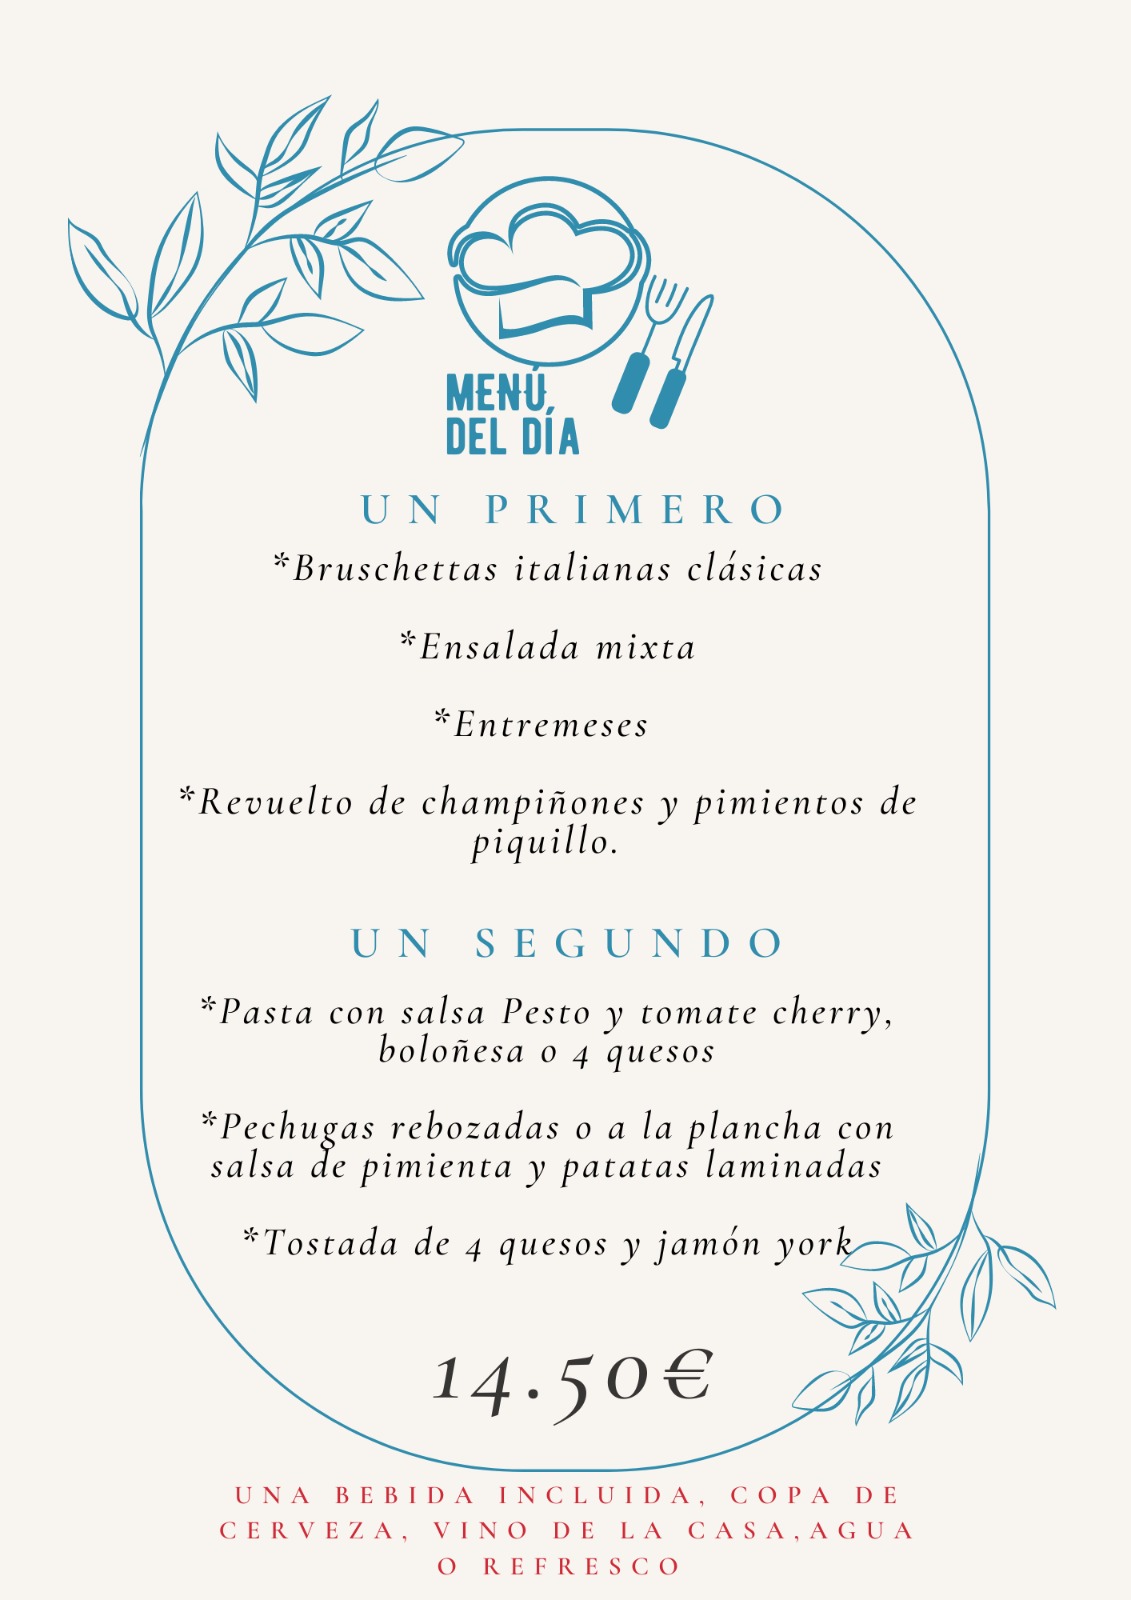 MENÚ
DEL DÍA
UN PRIMERO
*Bruschettas italianas clásicas
*Ensalada mixta
*Entremeses
*Revuelto de champiñones y pimientos de
piquillo.
UN SEGUNDO
*Pasta con salsa Pesto y tomate cherry,
boloñesa o 4 quesos
*Pechugas rebozadas o a la plancha con
salsa de pimienta y patatas laminadas
*Tostada de 4 quesos y jamón york
14.50€
UNA BEBIDA INCLUIDA, COPA DE
CERVEZA, VINO DE LA CASA,AGUA
O REFRESCO